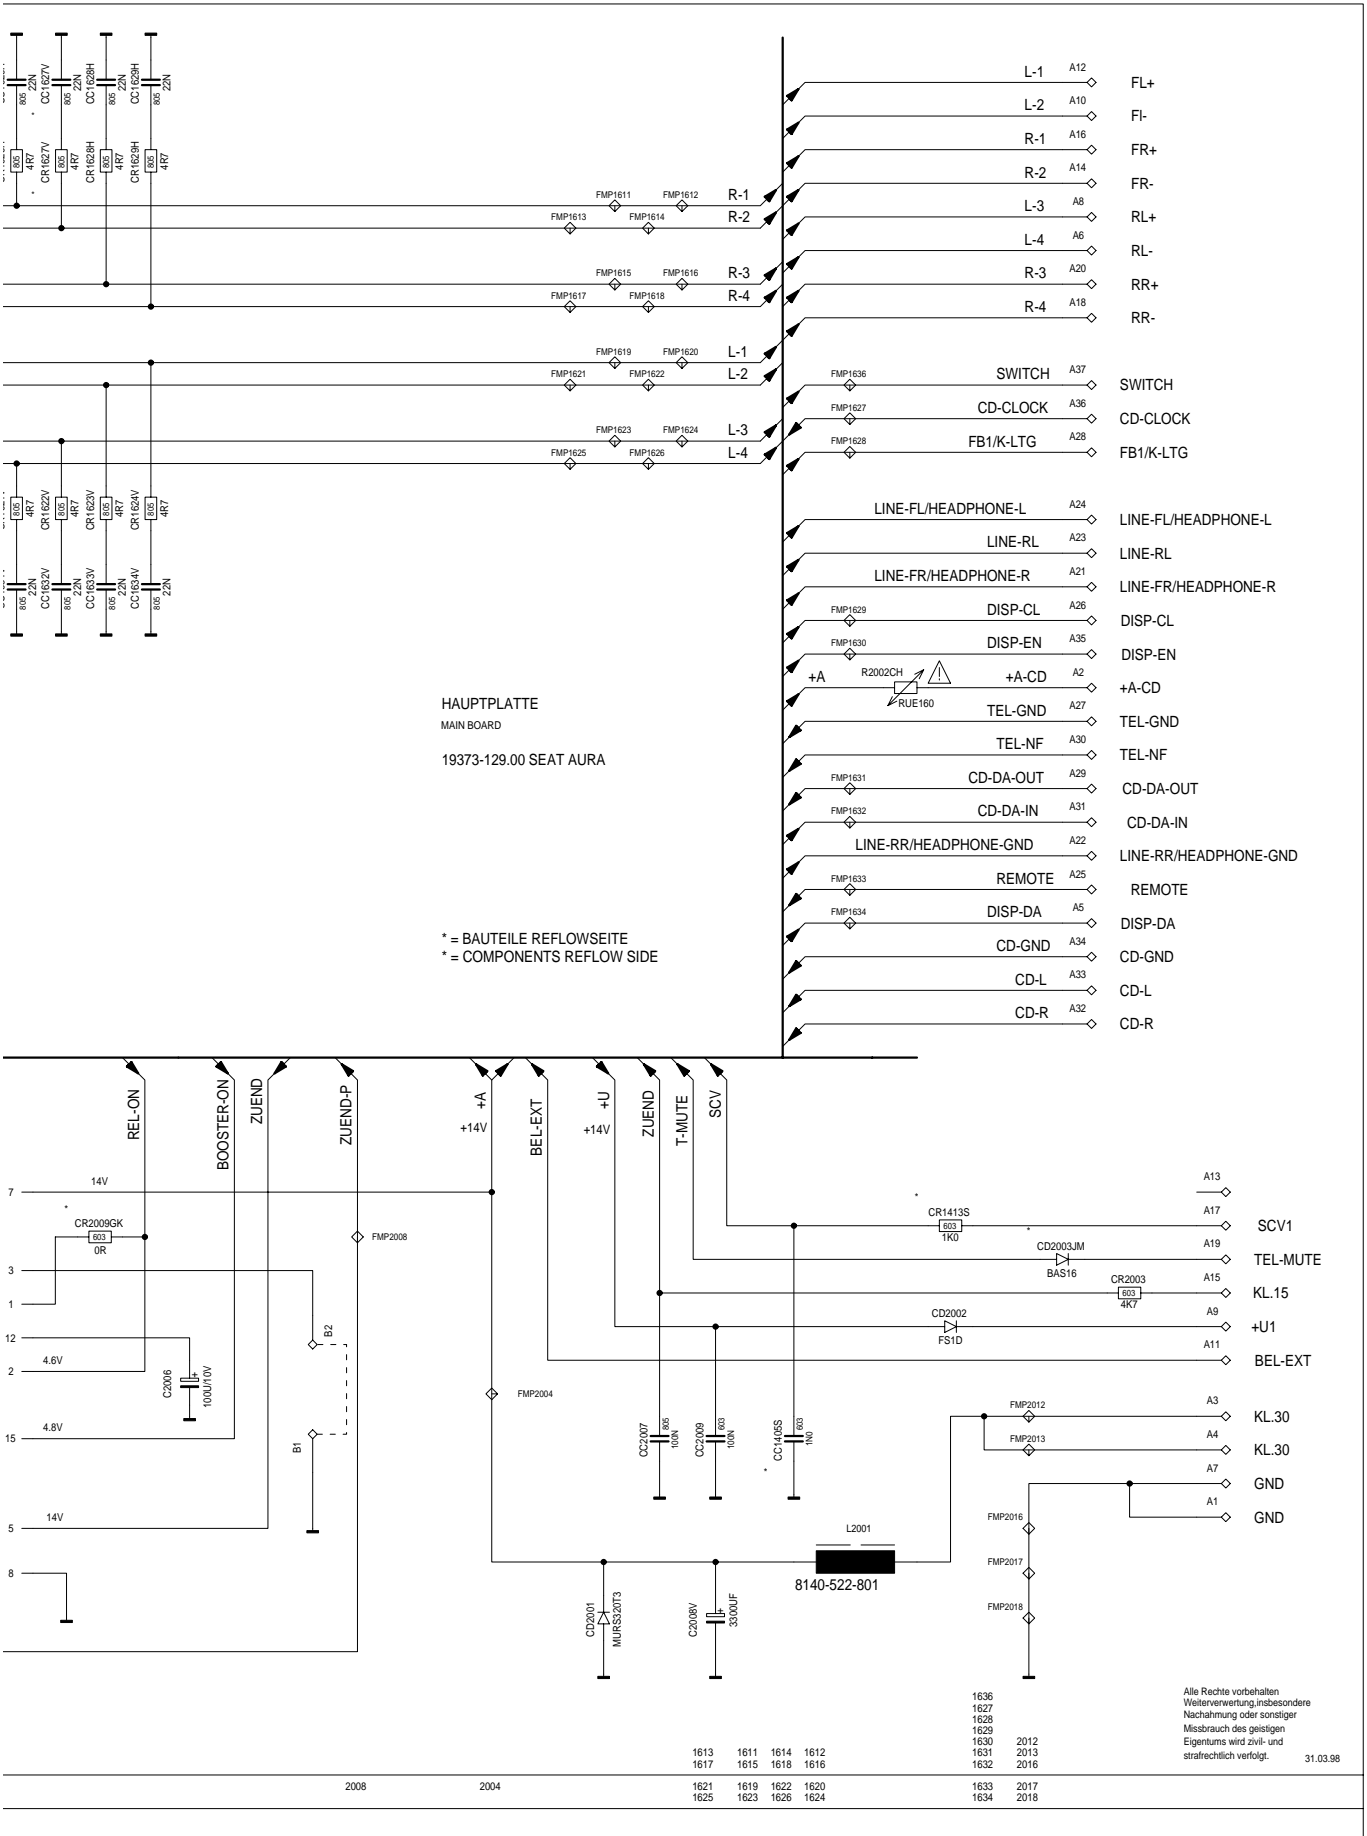 CC1627V 22N 805
CC1628H 22N 805
CC1629H 22N 805
22N 805
*
CR1627V 4R7 805
CR1628H 4R7 805
CR1629H 4R7 805
4R7 805
*
FMP1611 FMP1612 R-1
FMP1613 FMP1614 R-2
FMP1615 FMP1616 R-3
FMP1617 FMP1618 R-4
FMP1619 FMP1620 L-1
FMP1621 FMP1622 L-2
FMP1623 FMP1624 L-3
FMP1625 FMP1626 L-4
4R7 805
CR1622V 4R7 805
CR1623V 4R7 805
CR1624V 4R7 805
22N 805
CC1632V 22N 805
CC1633V 22N 805
CC1634V 22N 805
L-1 A12 FL+
L-2 A10 Fl-
R-1 A16 FR+
R-2 A14 FR-
L-3 A8 RL+
L-4 A6 RL-
R-3 A20 RR+
R-4 A18 RR-
FMP1636 SWITCH A37 SWITCH
FMP1627 CD-CLOCK A36 CD-CLOCK
FMP1628 FB1/K-LTG A28 FB1/K-LTG
LINE-FL/HEADPHONE-L A24 LINE-FL/HEADPHONE-L
LINE-RL A23 LINE-RL
LINE-FR/HEADPHONE-R A21 LINE-FR/HEADPHONE-R
FMP1629 DISP-CL A26 DISP-CL
FMP1630 DISP-EN A35 DISP-EN
+A R2002CH RUE160 ! +A-CD A2 +A-CD
TEL-GND A27 TEL-GND
TEL-NF A30 TEL-NF
FMP1631 CD-DA-OUT A29 CD-DA-OUT
FMP1632 CD-DA-IN A31 CD-DA-IN
LINE-RR/HEADPHONE-GND A22 LINE-RR/HEADPHONE-GND
FMP1633 REMOTE A25 REMOTE
FMP1634 DISP-DA A5 DISP-DA
CD-GND A34 CD-GND
CD-L A33 CD-L
CD-R A32 CD-R
HAUPTPLATTE
MAIN BOARD
19373-129.00 SEAT AURA
* = BAUTEILE REFLOWSEITE
* = COMPONENTS REFLOW SIDE
REL-ON
BOOSTER-ON
ZUEND
ZUEND-P
+A
+14V
BEL-EXT
+U
+14V
ZUEND
T-MUTE
SCV
7 14V
*
CR2009GK
603
0R
3
1
12
2 4.6V
15 4.8V
5 14V
8
C2006
100U/10V
+
B2
B1
FMP2008
FMP2004
A13
*
CR1413S
603
1K0
A17 SCV1
*
CD2003JM
BAS16
A19 TEL-MUTE
CR2003
603
4K7
A15 KL.15
CD2002
FS1D
A9 +U1
A11 BEL-EXT
CC2007 805 100N
CC2009 603 100N
CC1405S 603 1N0
*
FMP2012 A3 KL.30
FMP2013 A4 KL.30
A7 GND
A1 GND
FMP2016
FMP2017
FMP2018
L2001
8140-522-801
CD2001
MURS320T3
C2008V
3300UF
+
Alle Rechte vorbehalten
Weiterverwertung,insbesondere
Nachahmung oder sonstiger
Missbrauch des geistigen
Eigentums wird zivil- und
strafrechtlich verfolgt.
31.03.98
1636
1627
1628
1629
1630 2012
1613 1611 1614 1612 1631 2013
1617 1615 1618 1616 1632 2016
2008 2004 1621 1619 1622 1620 1633 2017
1625 1623 1626 1624 1634 2018